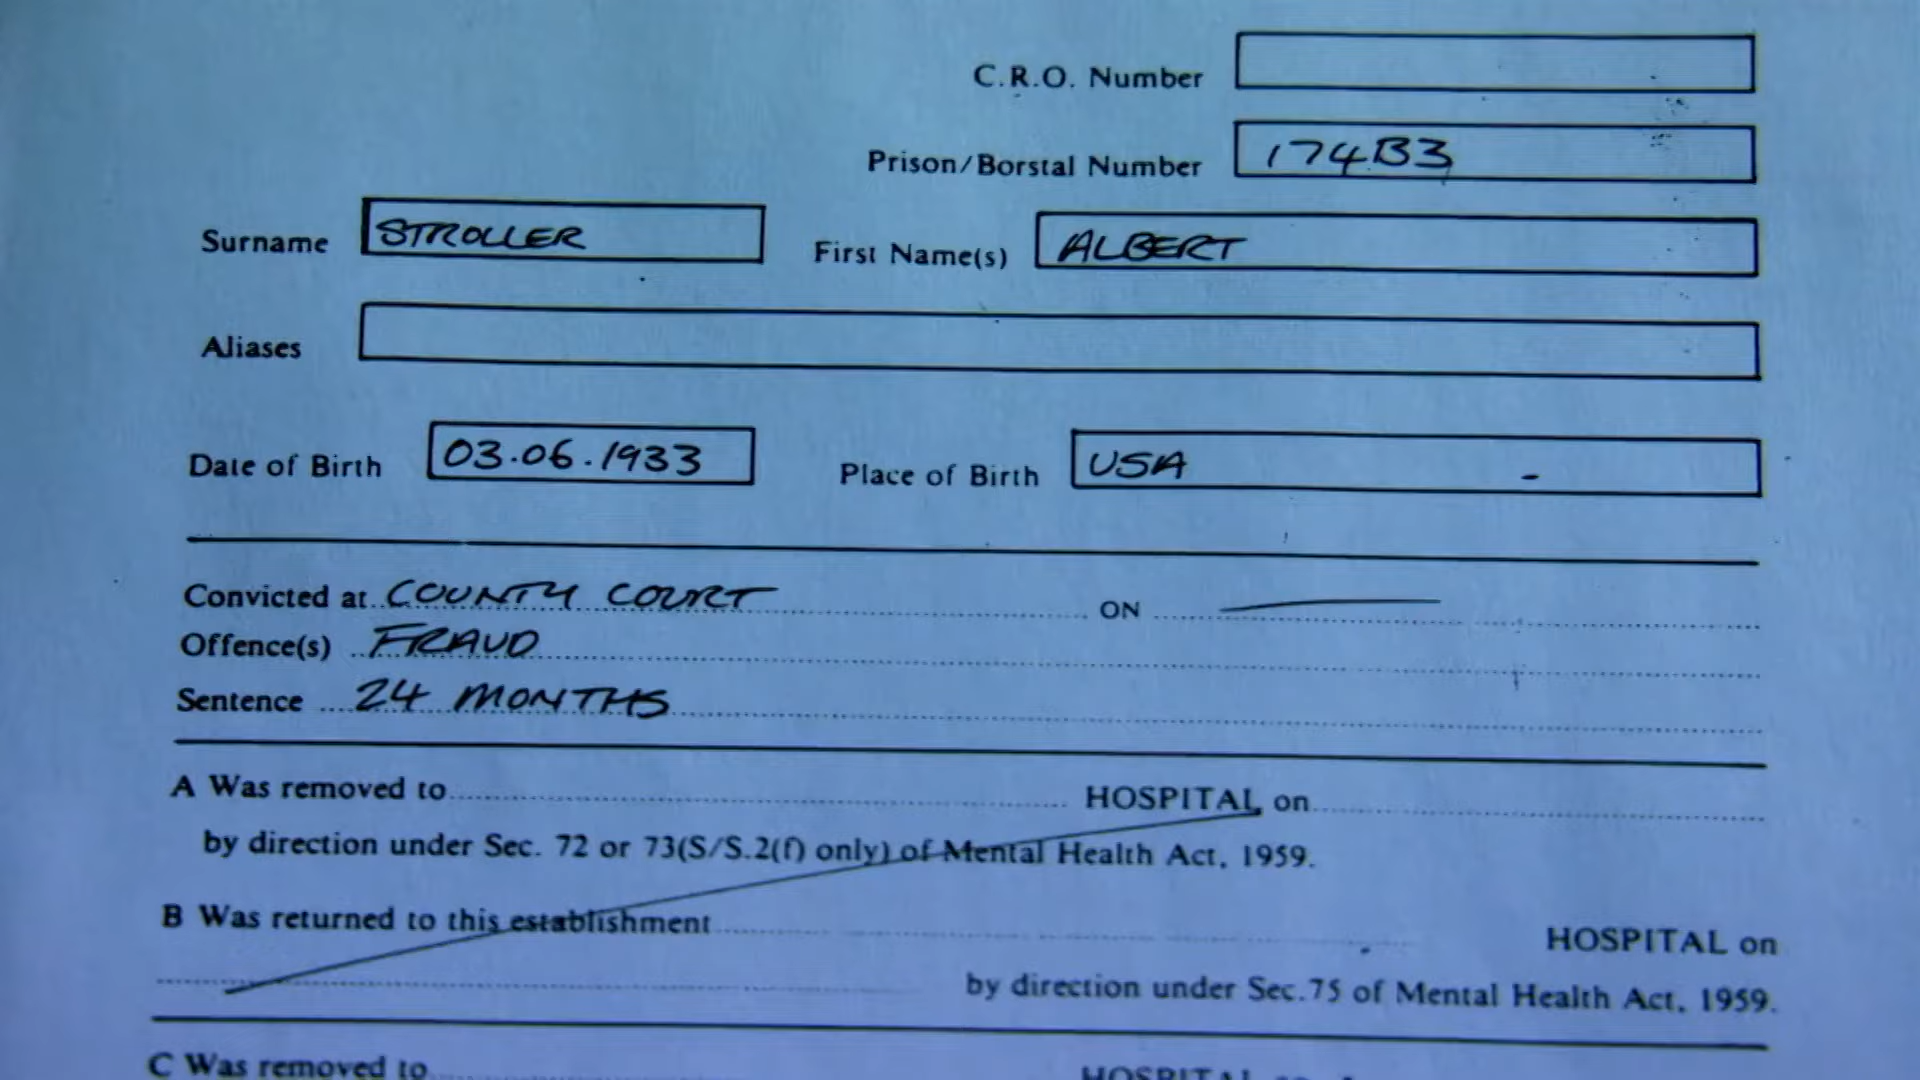 C.R.O. Number
Prison/Borstal Number 174B3
Surname STROLLER First Name(s) ALBERT
Aliases
Date of Birth 03.06.1933 Place of Birth USA
Convicted at COUNTY COURT ON
Offence(s) FRAUD
Sentence 24 MONTHS
A Was removed to HOSPITAL on
by direction under Sec. 72 or 73(S/S.2(f) only) of Mental Health Act, 1959.
B Was returned to this establishment HOSPITAL on
by direction under Sec.75 of Mental Health Act, 1959.
C Was removed to HOSPITAL